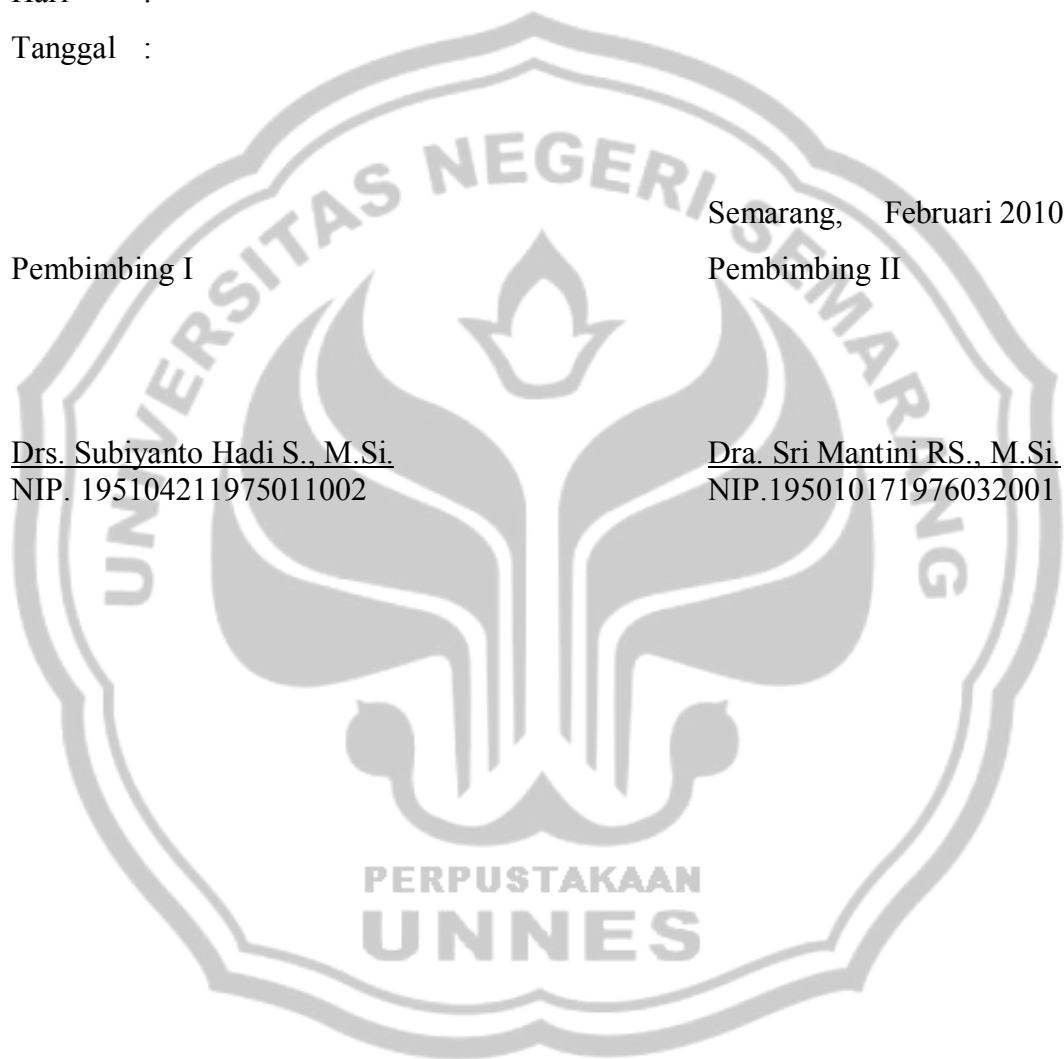 Hari :
Tanggal :
Semarang, Februari 2010
Pembimbing I Pembimbing II
Drs. Subiyanto Hadi S., M.Si. Dra. Sri Mantini RS., M.Si.
NIP. 195104211975011002 NIP.195010171976032001
UNIVERSITAS NEGERI SEMARANG
PERPUSTAKAAN
UNNES